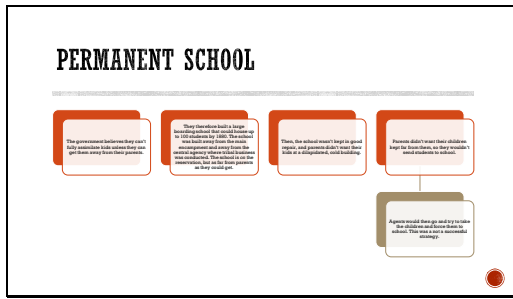 PERMANENT SCHOOL
The government believes they can't
fully assimilate kids unless they can
get them away from their parents.
They therefore built a large
boarding school that could house up
to 100 students by 1880. The school
was built away from the main
encampment and away from the
central agency where tribal business
was conducted. The school is on the
reservation, but as far from parents
as they could get.
Then, the school wasn't kept in good
repair, and parents didn't want their
kids at a dilapidated, cold building.
Parents didn't want their children
kept far from them, so they wouldn't
send students to school.
Agents would then go and try to take
the children and force them to
school. This was a not a successful
strategy.